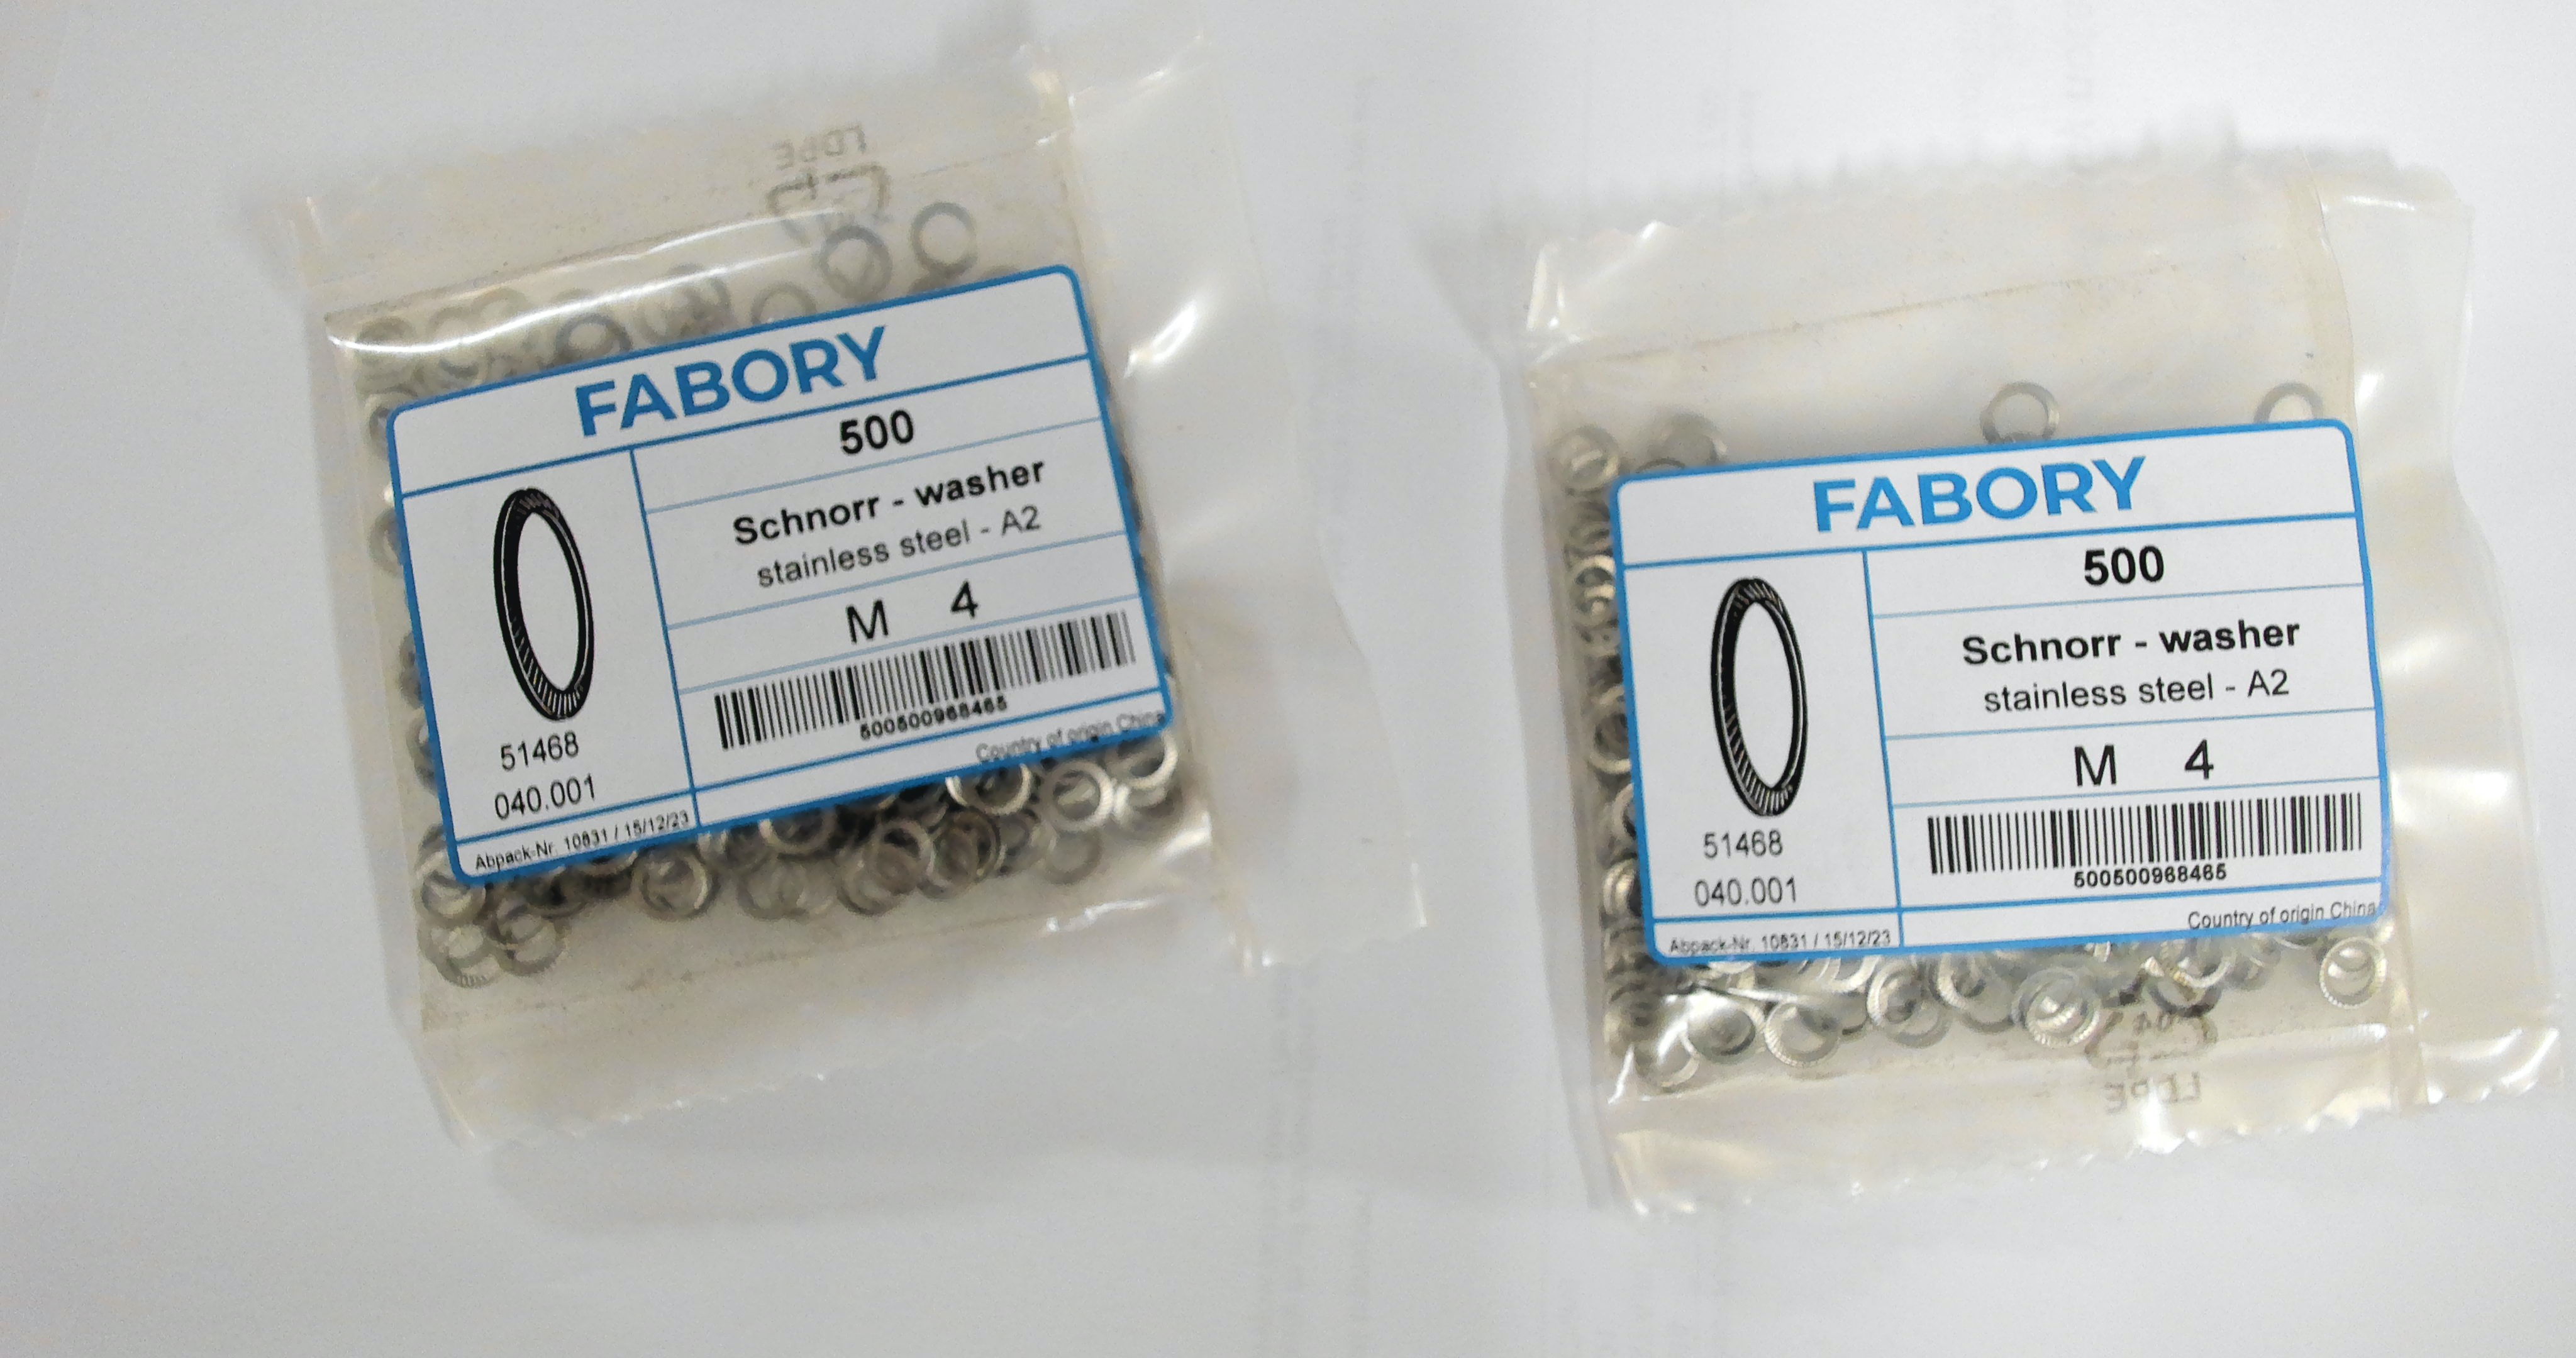 LDPE
FABORY
500
Schnorr - washer
stainless steel - A2
M 4
500500968465
51468
040.001
Country of origin China
Abpack-Nr. 10831 / 15/12/23
FABORY
500
Schnorr - washer
stainless steel - A2
M 4
500500968465
51468
040.001
Country of origin China
Abpack-Nr. 10831 / 15/12/23
04
LDPE